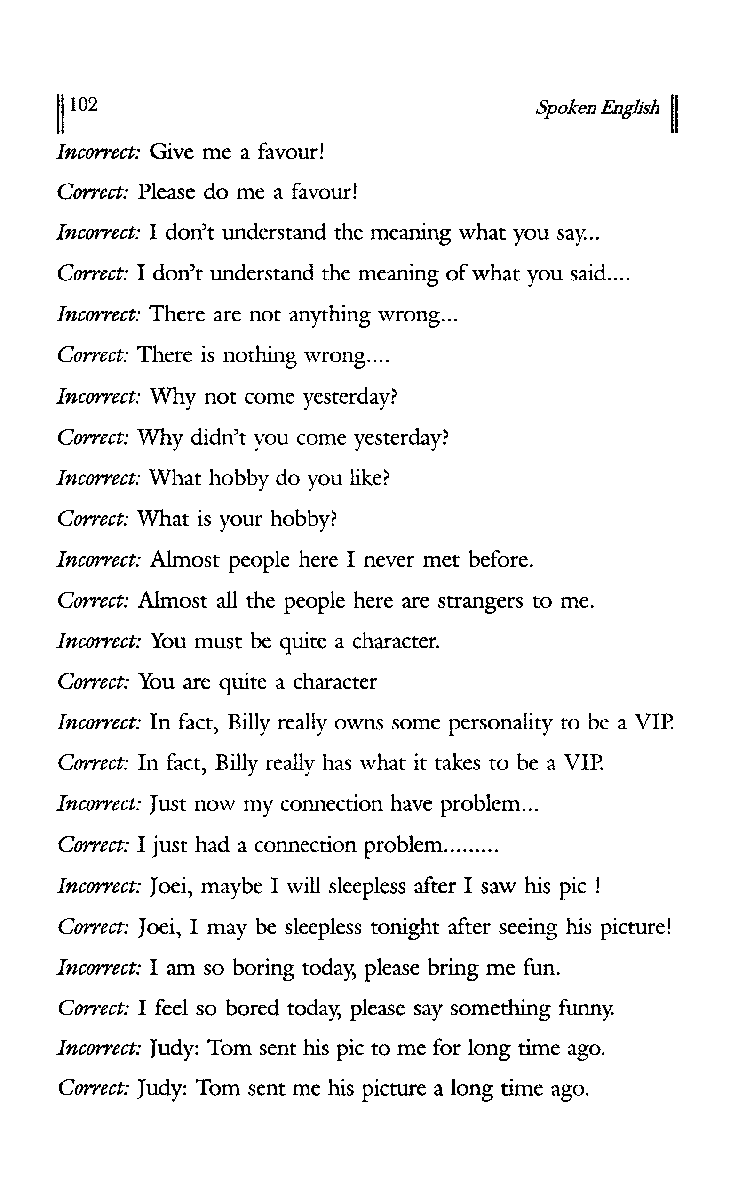 102 Spoken English
Incorrect: Give me a favour!
Correct: Please do me a favour!
Incorrect: I don't understand the meaning what you say...
Correct: I don't understand the meaning of what you said....
Incorrect: There are not anything wrong...
Correct: There is nothing wrong....
Incorrect: Why not come yesterday?
Correct: Why didn't you come yesterday?
Incorrect: What hobby do you like?
Correct: What is your hobby?
Incorrect: Almost people here I never met before.
Correct: Almost all the people here are strangers to me.
Incorrect: You must be quite a character.
Correct: You are quite a character
Incorrect: In fact, Billy really owns some personality to be a VIP.
Correct: In fact, Billy really has what it takes to be a VIP.
Incorrect: Just now my connection have problem...
Correct: I just had a connection problem.........
Incorrect: Joei, maybe I will sleepless after I saw his pic !
Correct: Joei, I may be sleepless tonight after seeing his picture!
Incorrect: I am so boring today, please bring me fun.
Correct: I feel so bored today, please say something funny.
Incorrect: Judy: Tom sent his pic to me for long time ago.
Correct: Judy: Tom sent me his picture a long time ago.